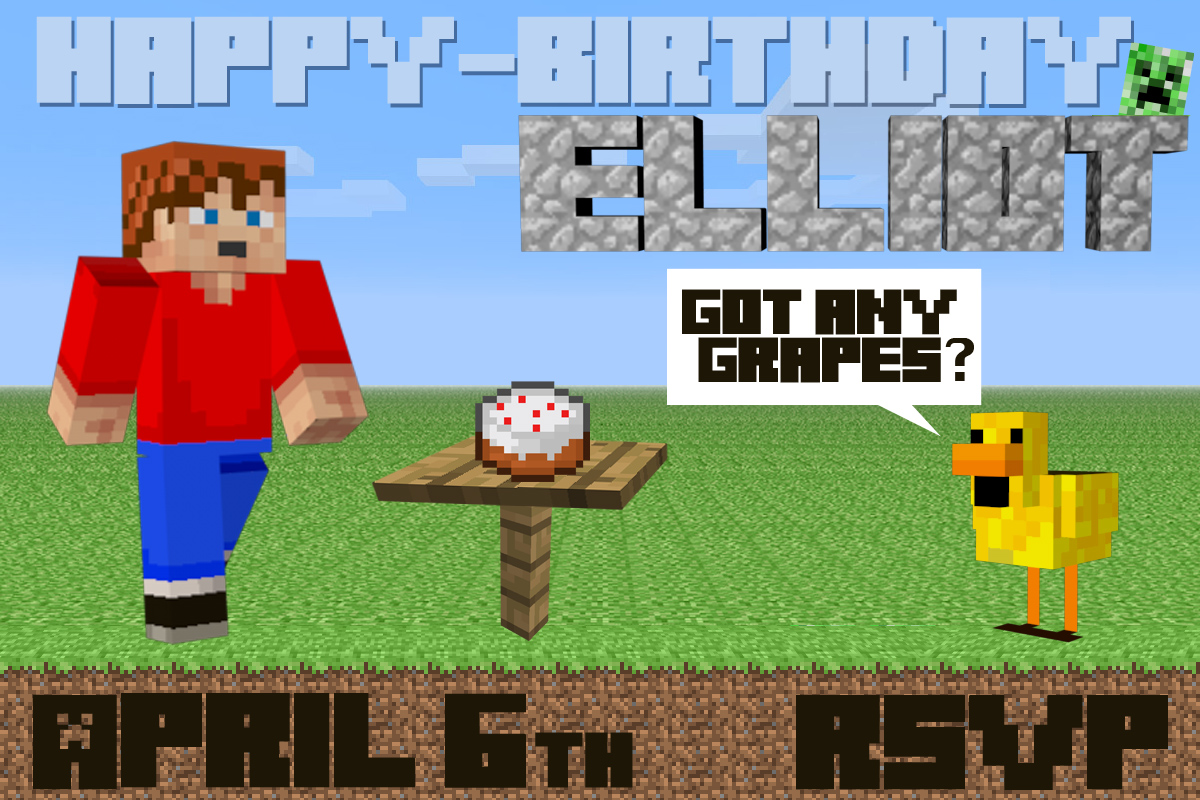 HAPPY-BIRTHDAY
ELLIOT
GOT ANY
GRAPES?
APRIL 6TH
RSVP